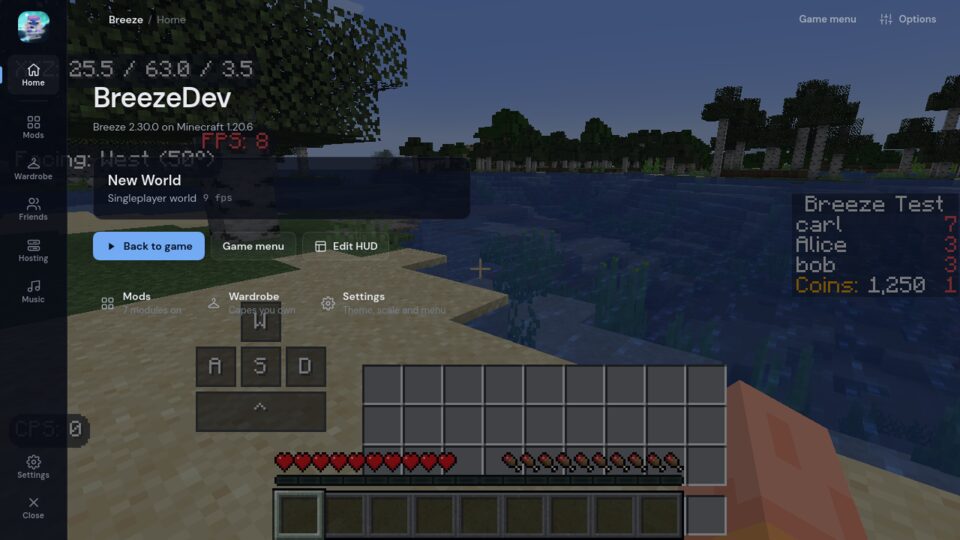 Breeze / Home
Game menu
Options
Home
XYZ: 25.5 / 63.0 / 3.5
BreezeDev
Breeze 2.30.0 on Minecraft 1.20.6
FPS: 8
Mods
Facing: West (50°)
Wardrobe
New World
Singleplayer world 9 fps
Friends
Hosting
Music
Breeze Test
carl 7
Alice 3
bob 3
Coins: 1,250 1
Back to game
Game menu
Edit HUD
Mods
7 modules on
Wardrobe
Capes you own
Settings
Theme, scale and menu
W
A S D
^
CPS: 0
Settings
Close